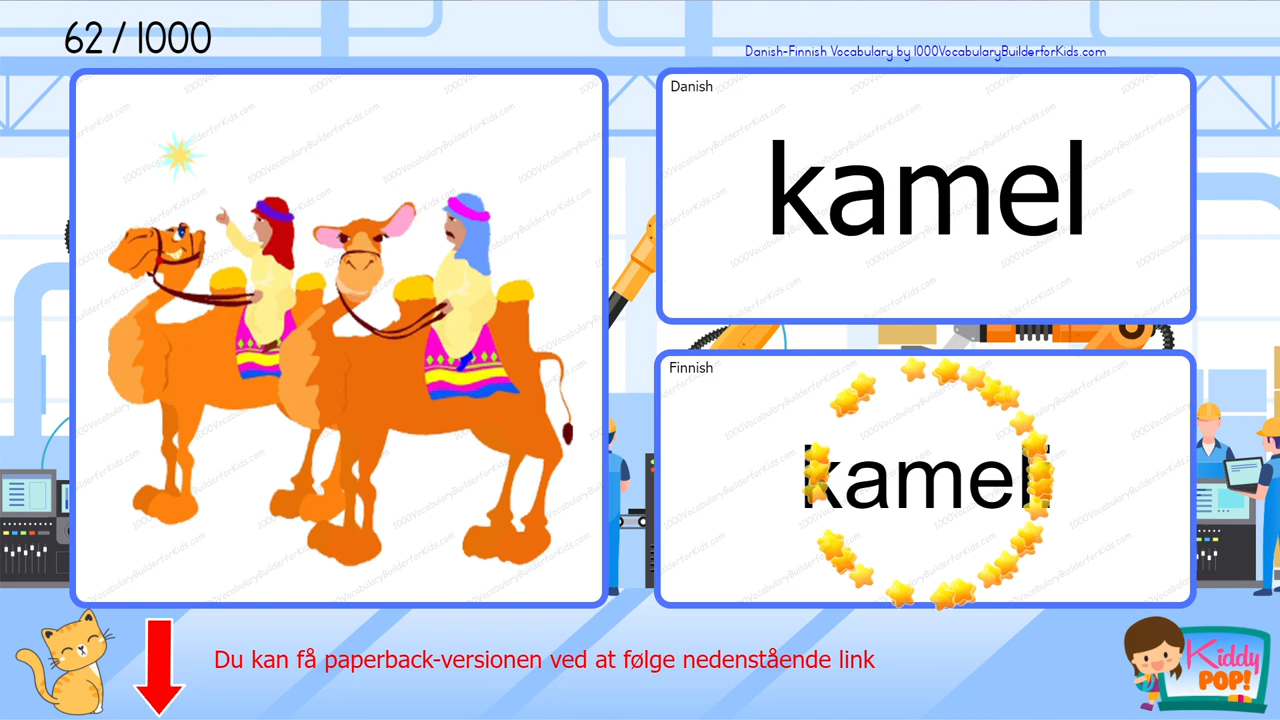 62 / 1000
Danish-Finnish Vocabulary by 1000VocabularyBuilderforKids.com
Danish
kamel
Finnish
kameli
Du kan få paperback-versionen ved at følge nedenstående link
Kiddy
POP!